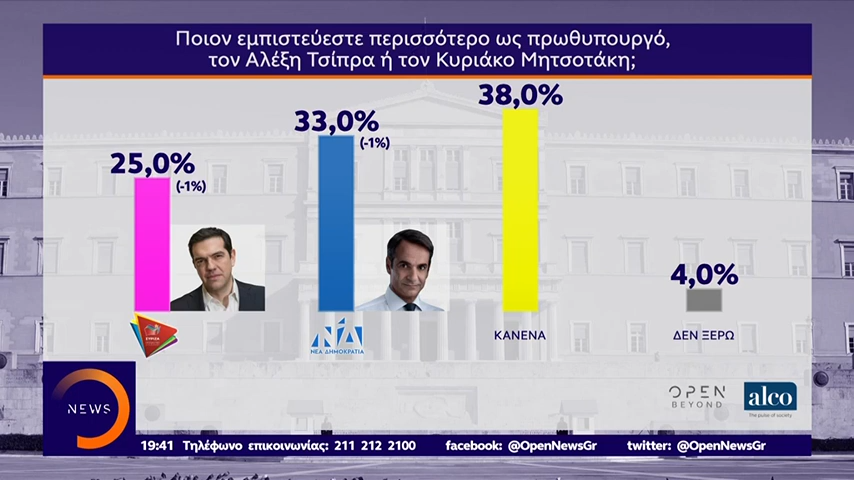 Ποιον εμπιστεύεστε περισσότερο ως πρωθυπουργό,
τον Αλέξη Τσίπρα ή τον Κυριάκο Μητσοτάκη;
25,0%
(-1%)
33,0%
(-1%)
38,0%
4,0%
ΝΔ
ΝΕΑ ΔΗΜΟΚΡΑΤΙΑ
ΚΑΝΕΝΑ
ΔΕΝ ΞΕΡΩ
NEWS
OPEN
BEYOND
alco
The pulse of society
19:41 Τηλέφωνο επικοινωνίας: 211 212 2100 facebook: @OpenNewsGr twitter: @OpenNewsGr